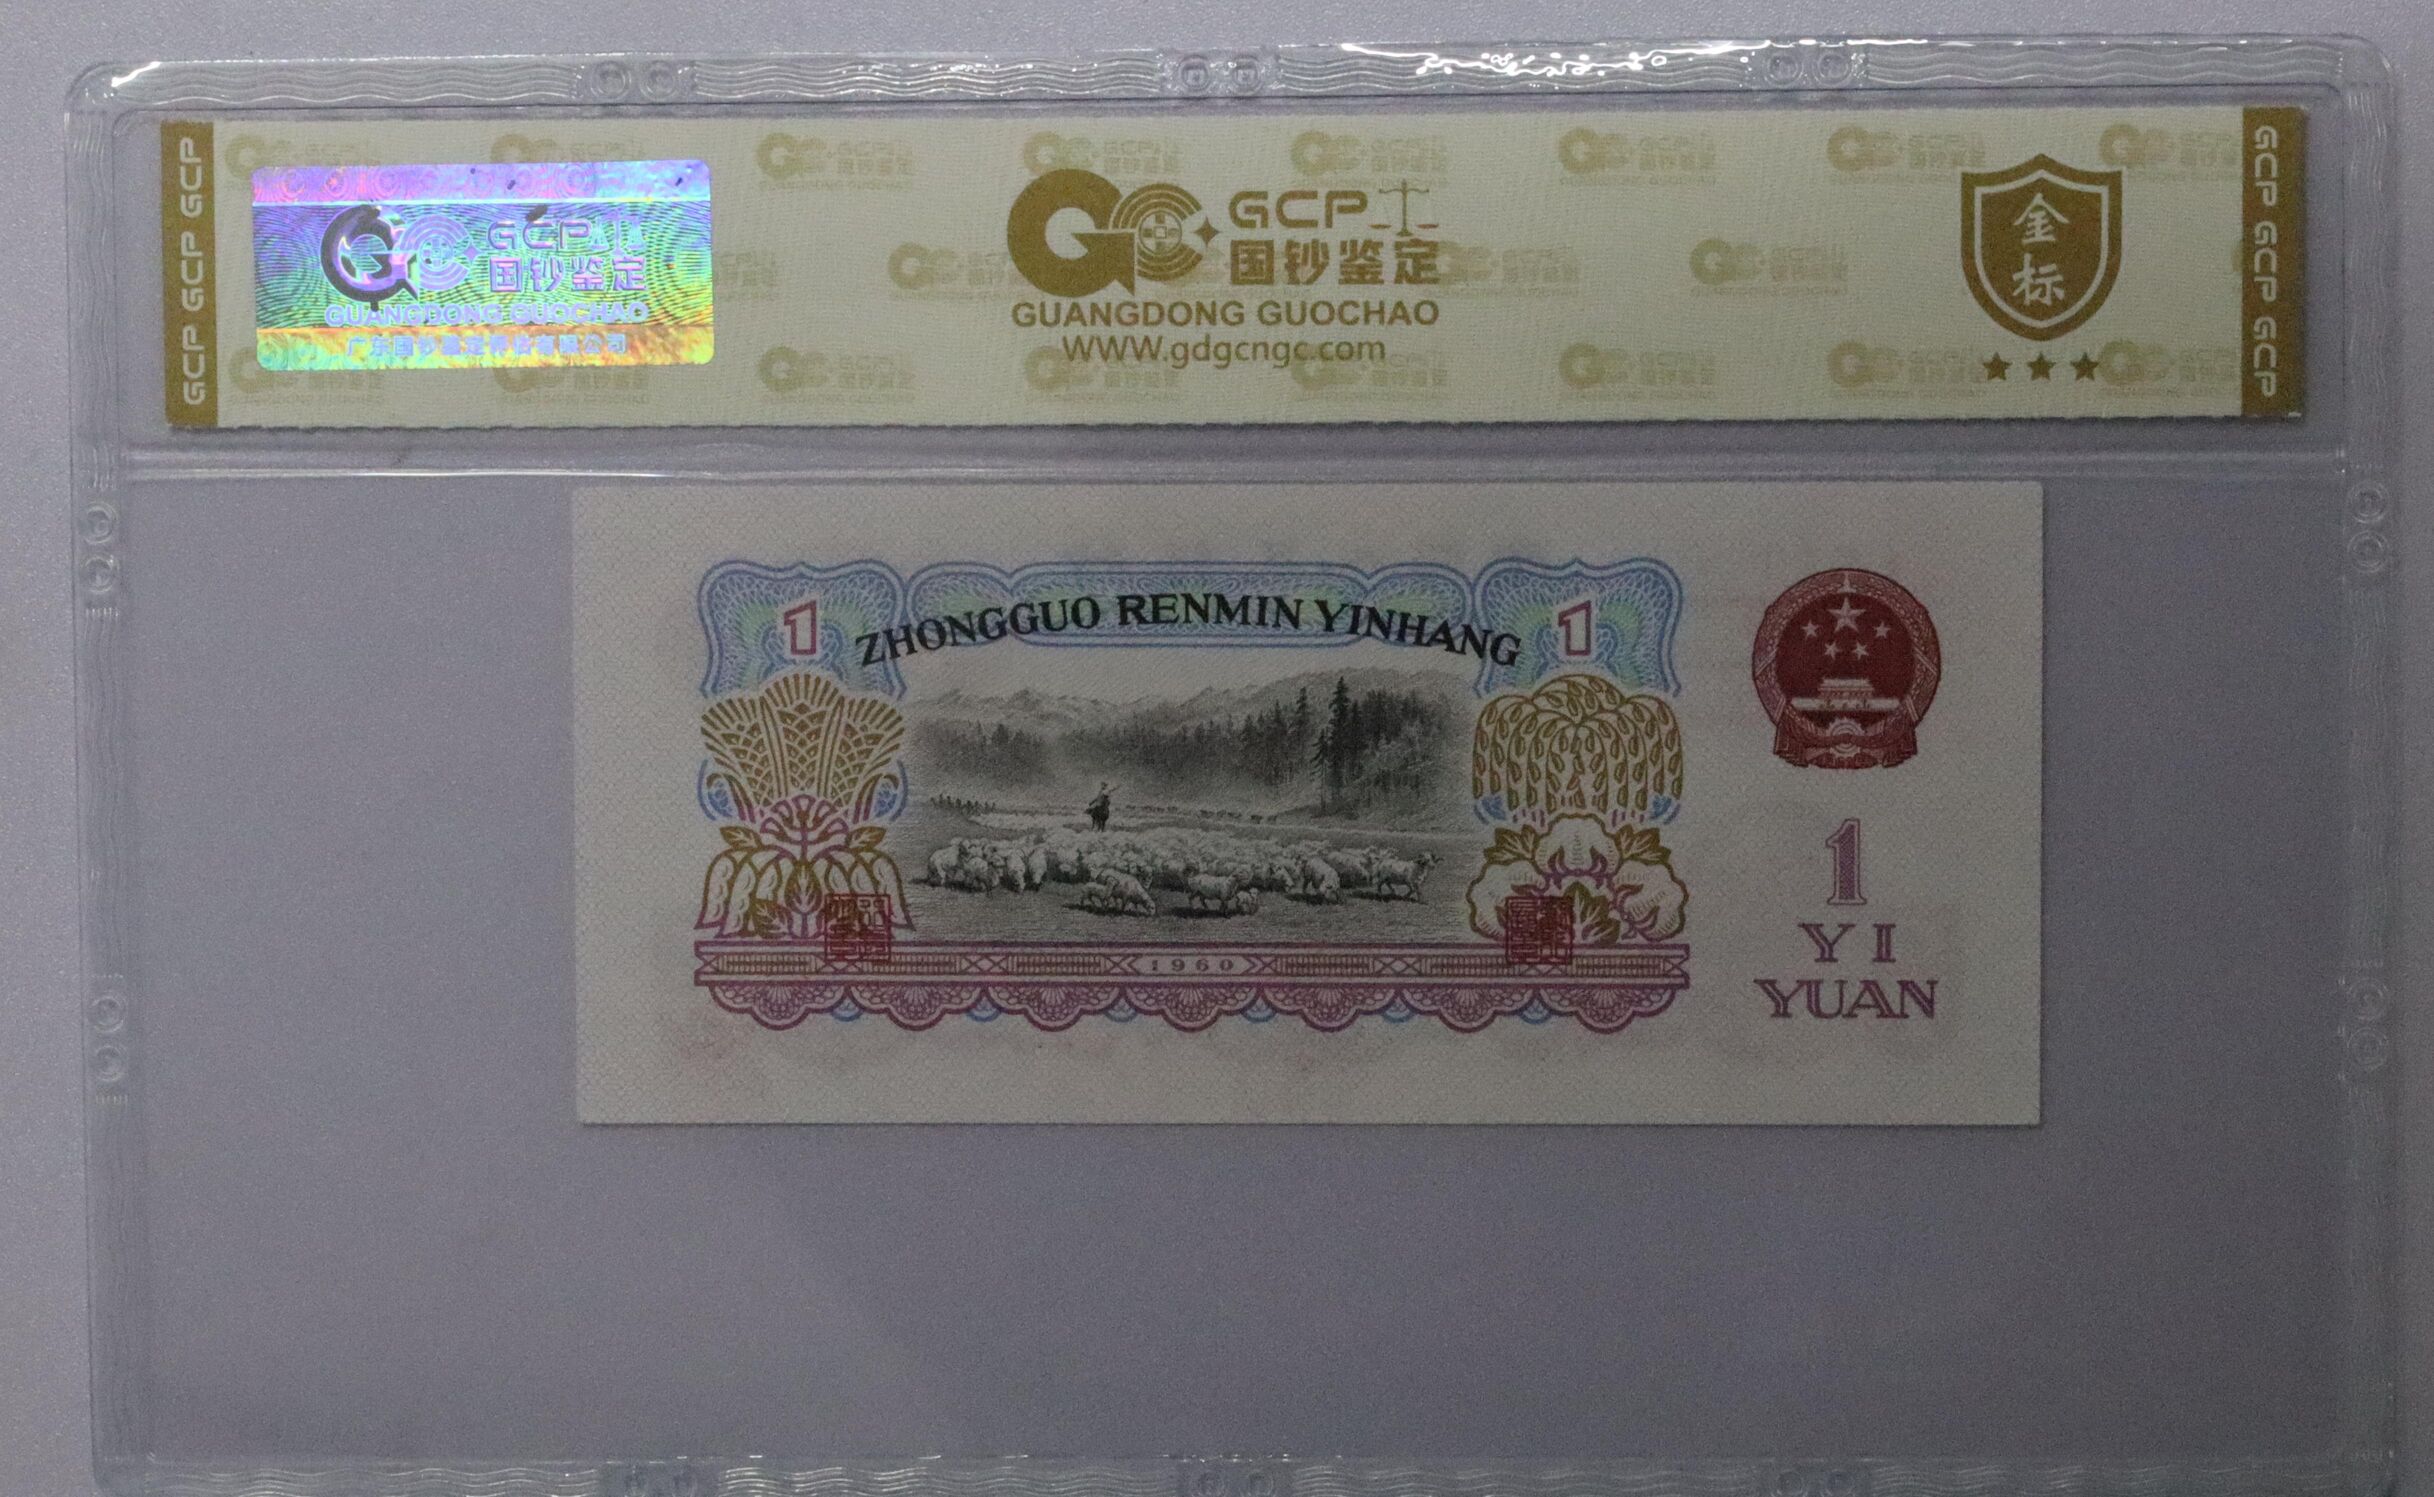 GCP GCP GCP
GCP
国钞鉴定
GUANGDONG GUOCHAO
广东国钞鉴定评估有限公司
GCP
国钞鉴定
GUANGDONG GUOCHAO
www.gdgcngc.com
金
标
GCP GCP GCP
ZHONGGUO RENMIN YINHANG
1
1
1960
1
YI
YUAN